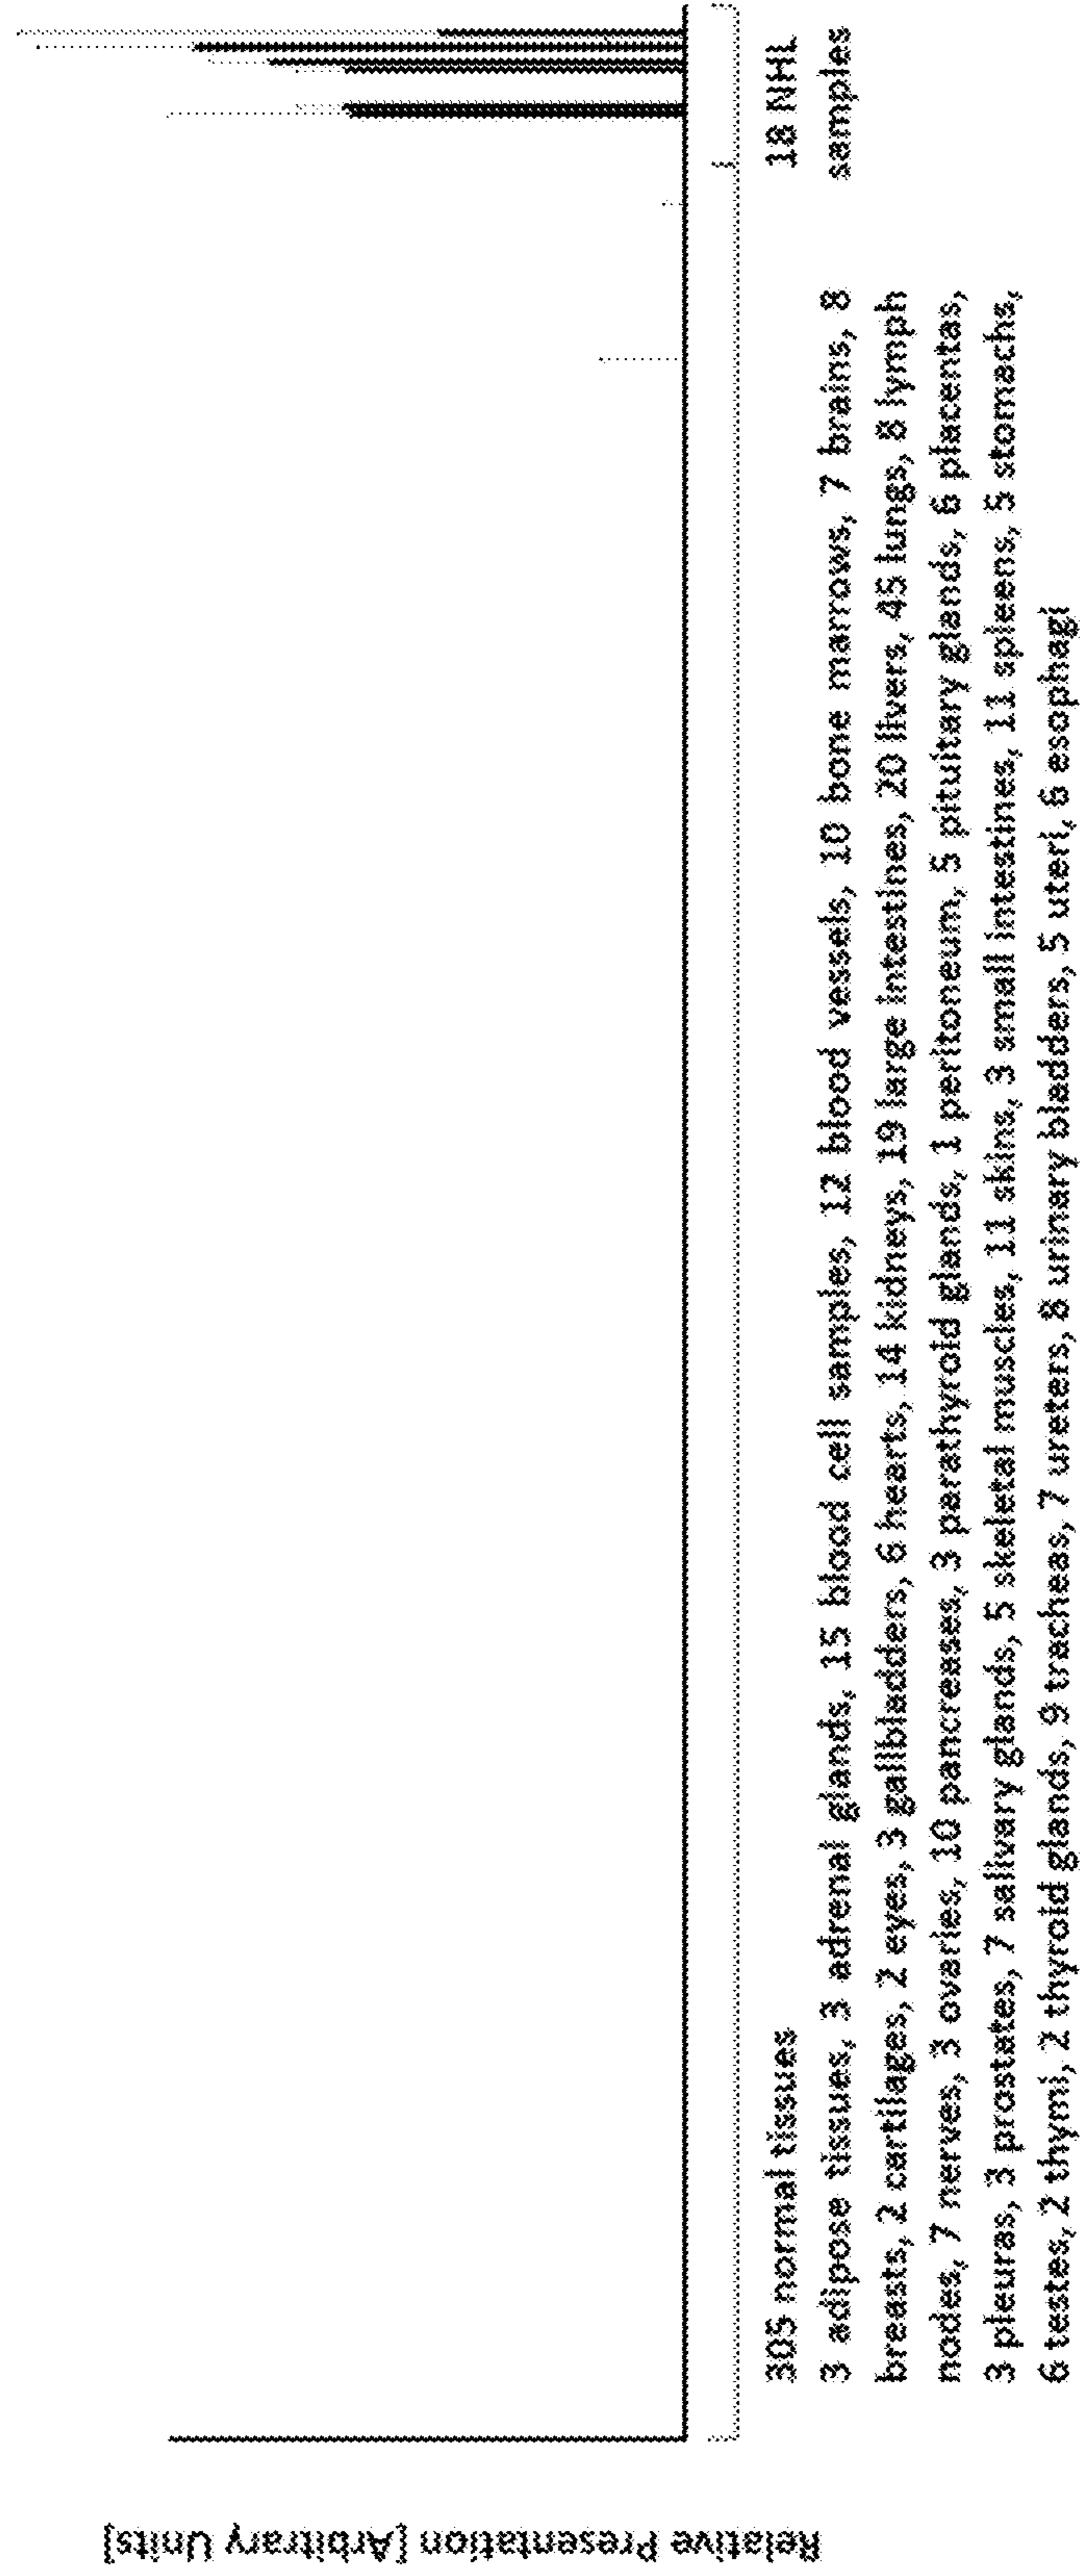 Relative Presentation [Arbitrary Units]
305 normal tissues
3 adipose tissues, 3 adrenal glands, 15 blood cell samples, 12 blood vessels, 10 bone marrows, 7 brains, 8
breasts, 2 cartilages, 2 eyes, 3 gallbladders, 6 hearts, 14 kidneys, 19 large intestines, 20 livers, 45 lungs, 8 lymph
nodes, 7 nerves, 3 ovaries, 10 pancreases, 3 parathyroid glands, 1 peritoneum, 5 pituitary glands, 6 placentas,
3 pleuras, 3 prostates, 7 salivary glands, 5 skeletal muscles, 11 skins, 3 small intestines, 11 spleens, 5 stomachs,
6 testes, 2 thymi, 2 thyroid glands, 9 tracheas, 7 ureters, 8 urinary bladders, 5 uteri, 6 esophagi
18 NHL
samples